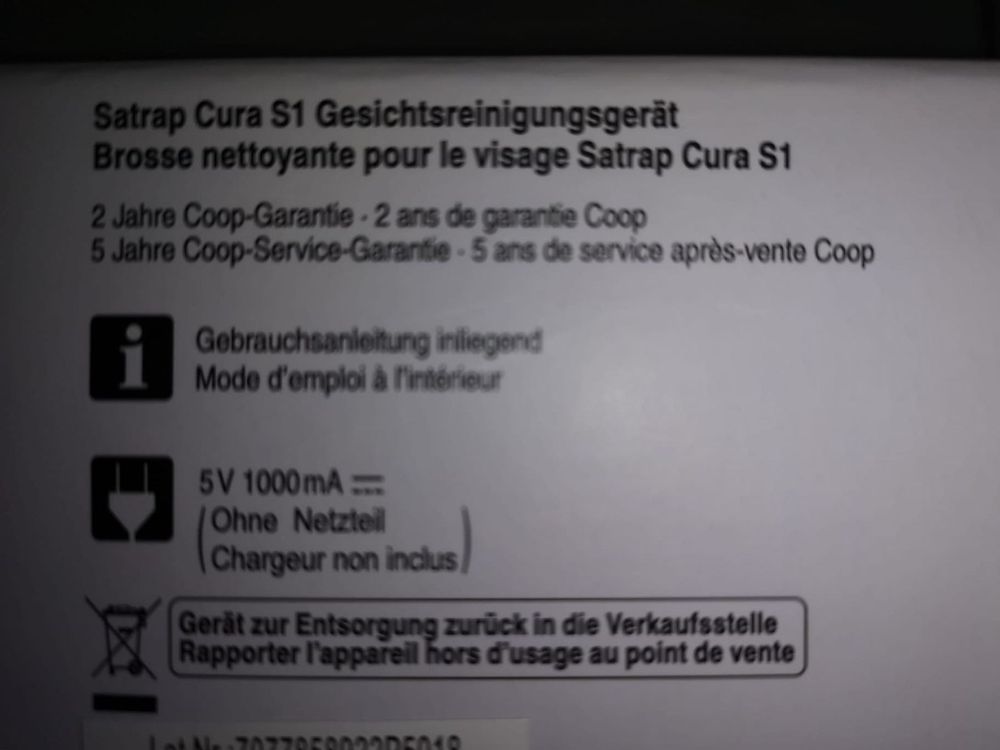 Satrap Cura S1 Gesichtsreinigungsgerät
Brosse nettoyante pour le visage Satrap Cura S1
2 Jahre Coop-Garantie · 2 ans de garantie Coop
5 Jahre Coop-Service-Garantie · 5 ans de service après-vente Coop
Gebrauchsanleitung inliegend
Mode d'emploi à l'intérieur
5V 1000mA
(Ohne Netzteil
Chargeur non inclus)
Gerät zur Entsorgung zurück in die Verkaufsstelle
Rapporter l'appareil hors d'usage au point de vente